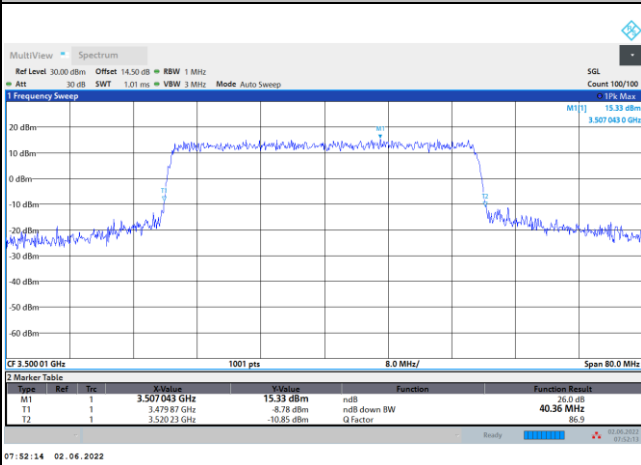 MultiView Spectrum
Ref Level 30.00 dBm Offset 14.50 dB RBW 1 MHz SGL
Att 30 dB SWT 1.01 ms VBW 3 MHz Mode Auto Sweep Count 100/100
1 Frequency Sweep 1Pk Max
M1[1] 15.33 dBm
3.507 043 0 GHz
20 dBm
M1
10 dBm
0 dBm
T1
T2
-10 dBm
-20 dBm
-30 dBm
-40 dBm
-50 dBm
-60 dBm
CF 3.500 01 GHz 1001 pts 8.0 MHz/ Span 80.0 MHz
2 Marker Table
Type Ref Trc X-Value Y-Value Function Function Result
M1 1 3.507 043 GHz 15.33 dBm ndB 26.0 dB
T1 1 3.479 87 GHz -8.78 dBm ndB down BW 40.36 MHz
T2 1 3.520 23 GHz -10.85 dBm Q Factor 86.9
Ready 02.06.2022
07:52:13
07:52:14 02.06.2022